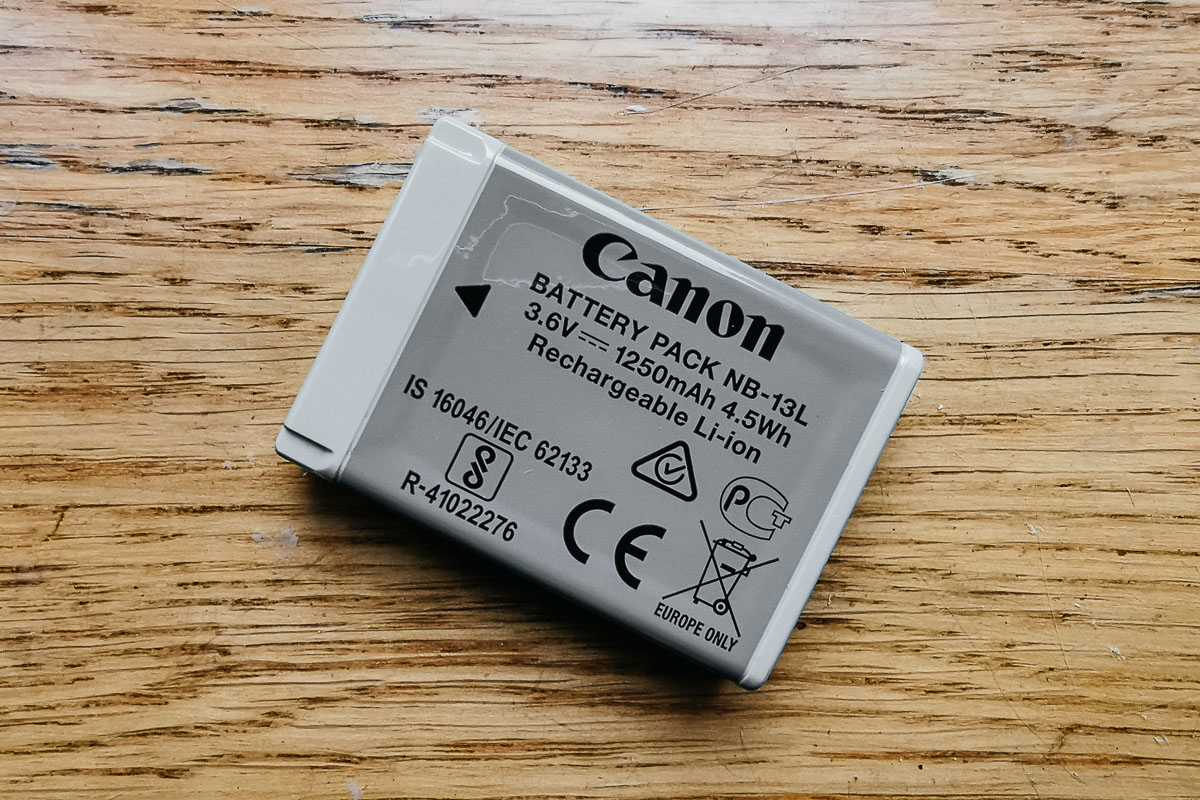 Canon
BATTERY PACK NB-13L
3.6V⎓ 1250mAh 4.5Wh
Rechargeable Li-ion
IS 16046/IEC 62133
R-41022276
CE
PCT
EUROPE ONLY